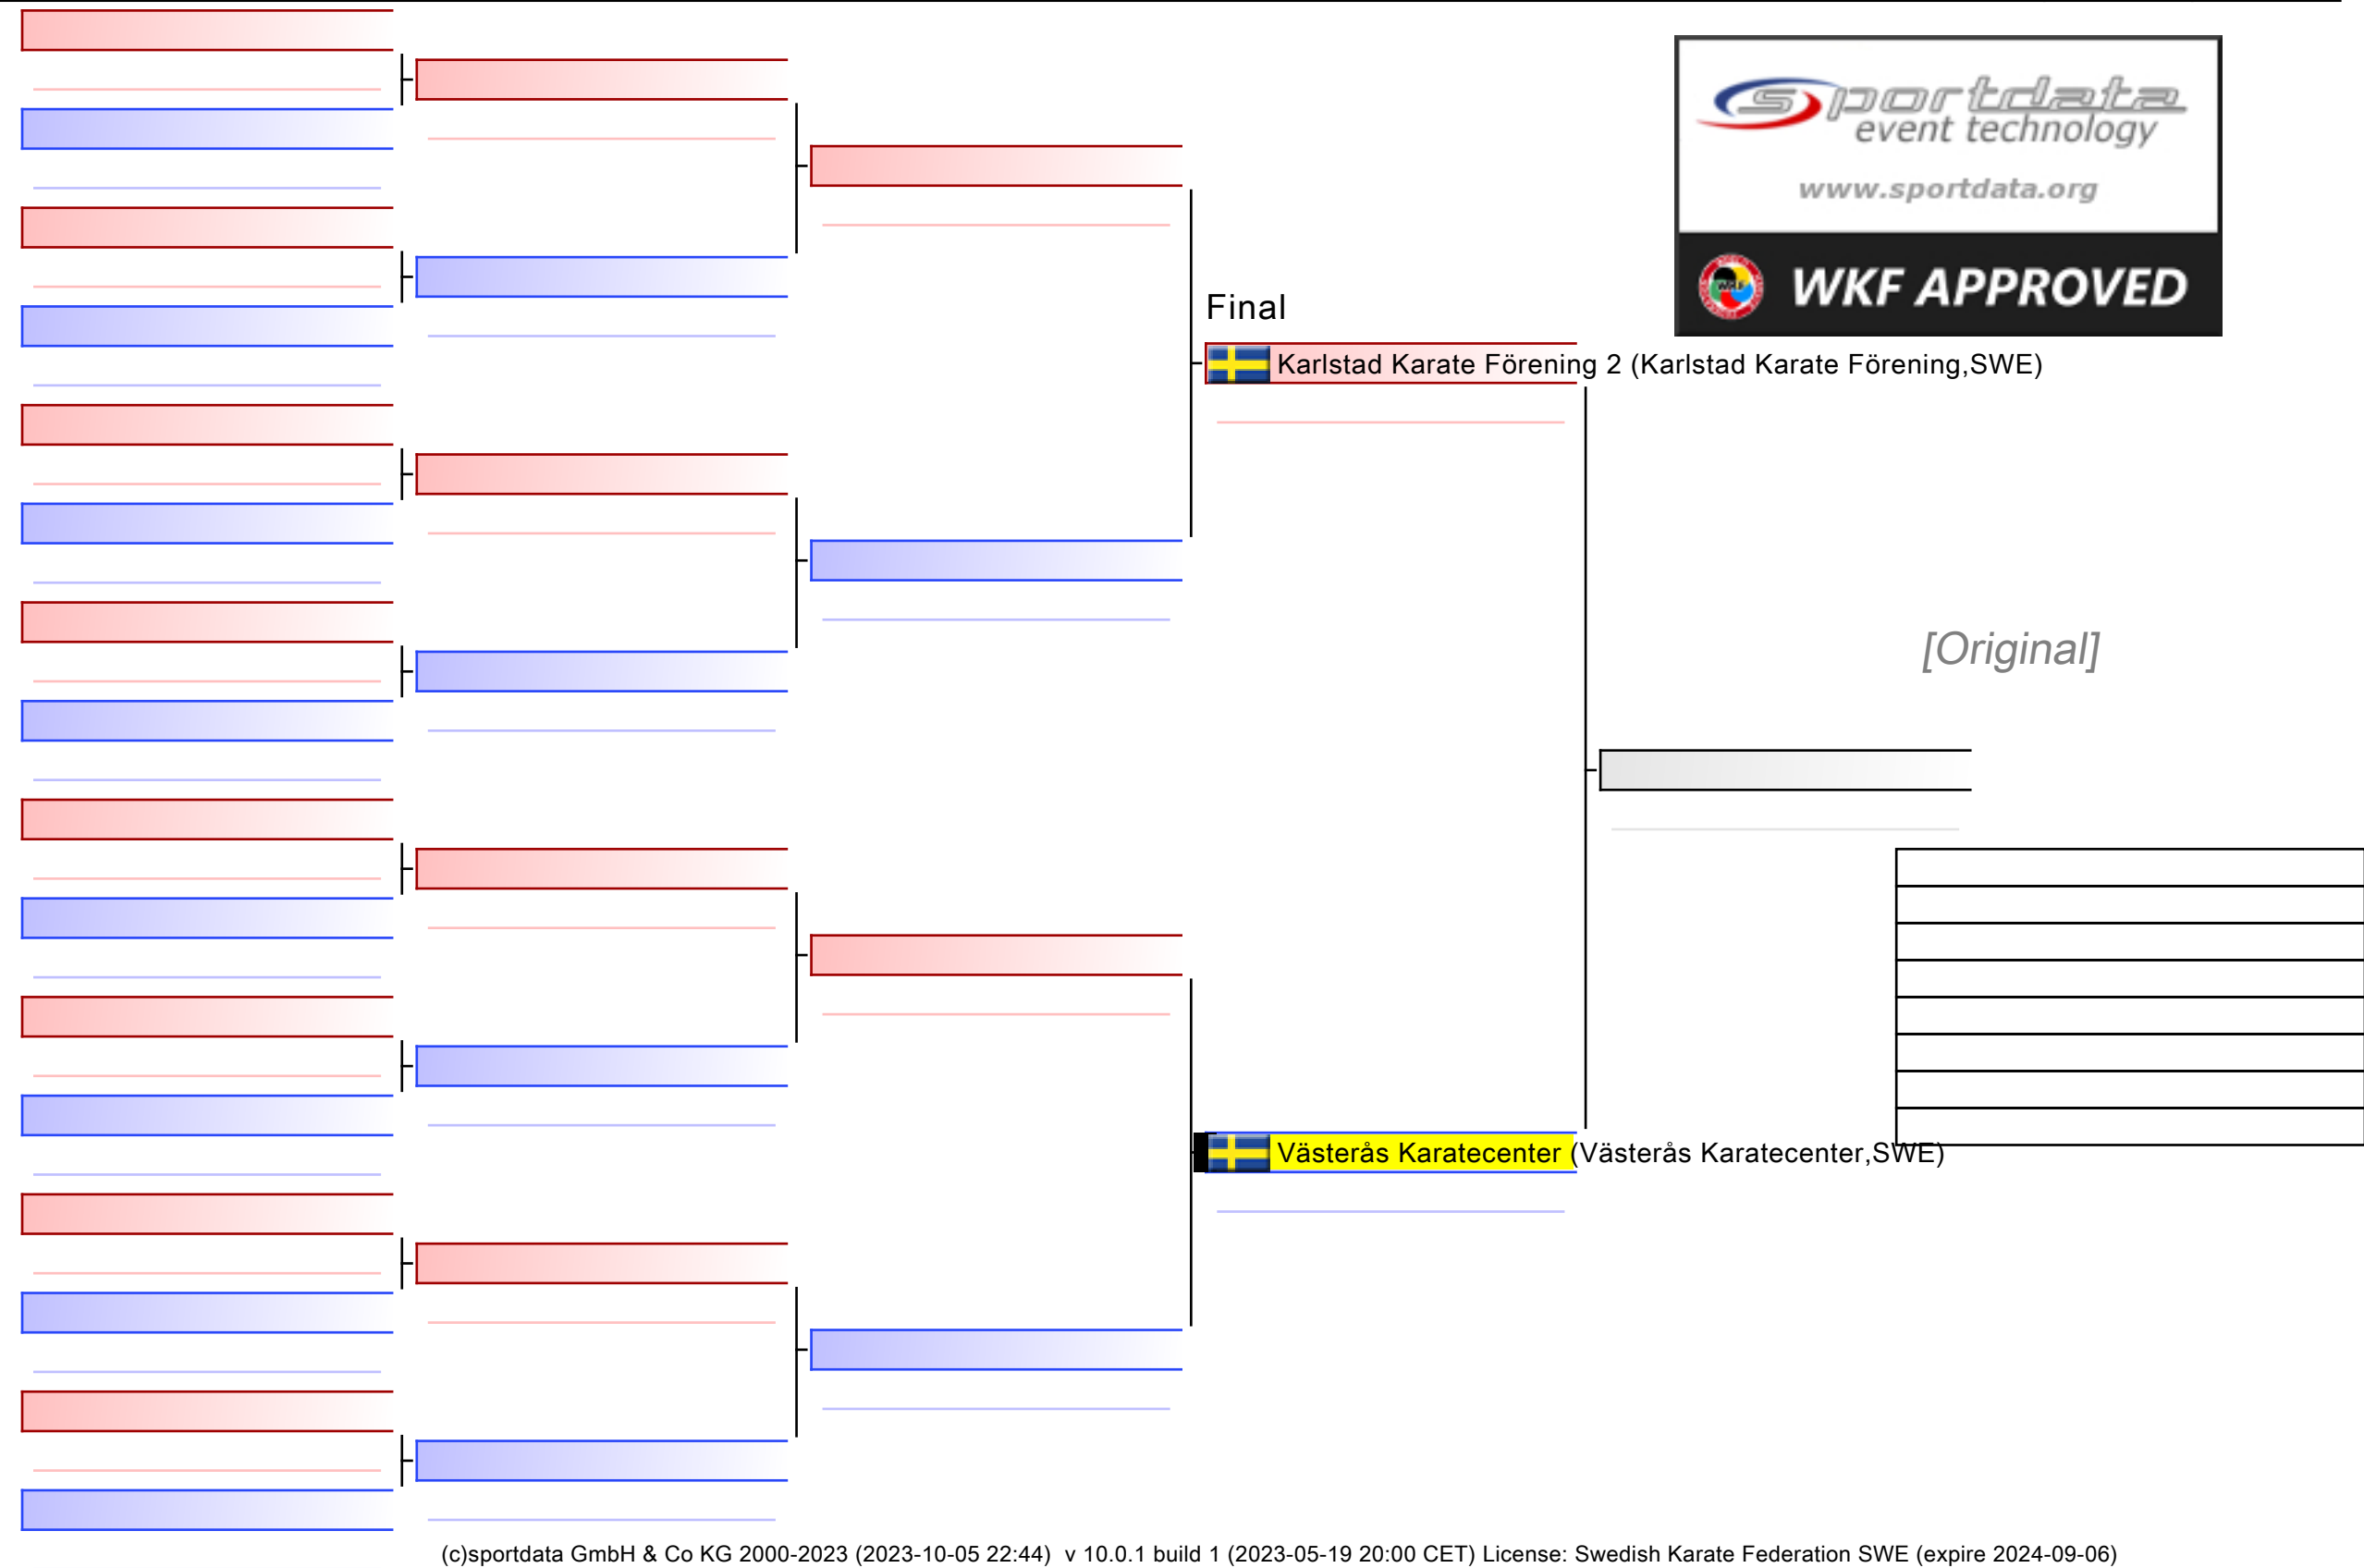 sportdata
event technology
www.sportdata.org
WKF
WKF APPROVED
Final
Karlstad Karate Förening 2 (Karlstad Karate Förening,SWE)
[Original]
Västerås Karatecenter (Västerås Karatecenter,SWE)
(c)sportdata GmbH & Co KG 2000-2023 (2023-10-05 22:44) v 10.0.1 build 1 (2023-05-19 20:00 CET) License: Swedish Karate Federation SWE (expire 2024-09-06)